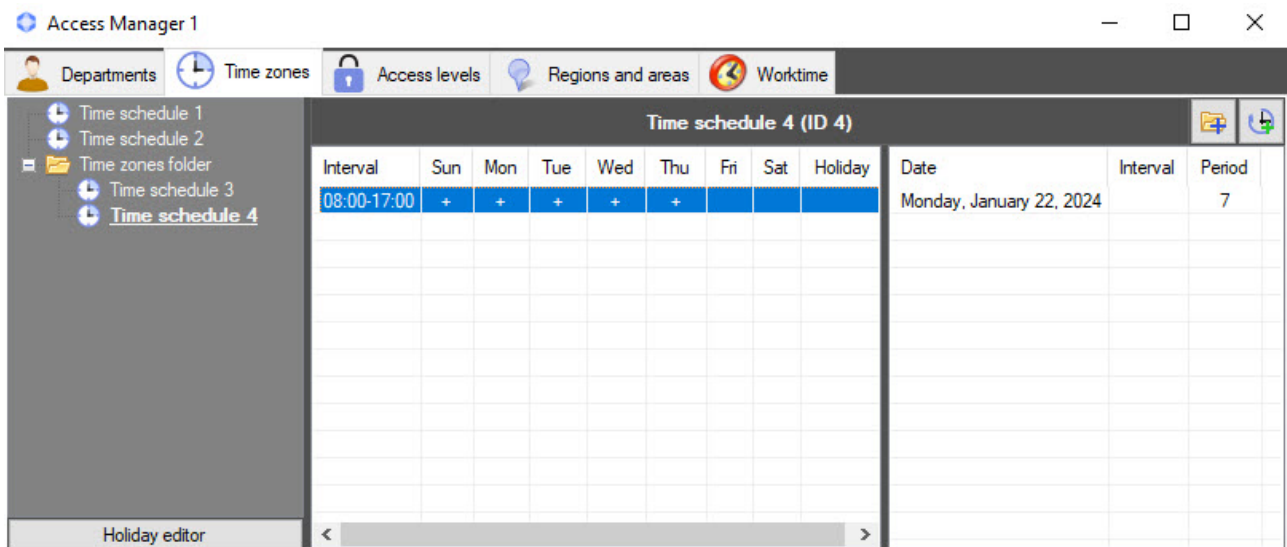 Access Manager 1
Departments Time zones Access levels Regions and areas Worktime
Time schedule 1
Time schedule 2
Time zones folder
Time schedule 3
Time schedule 4
Holiday editor
Time schedule 4 (ID 4)
Interval Sun Mon Tue Wed Thu Fri Sat Holiday
08:00-17:00 + + + + +
Date Interval Period
Monday, January 22, 2024 7